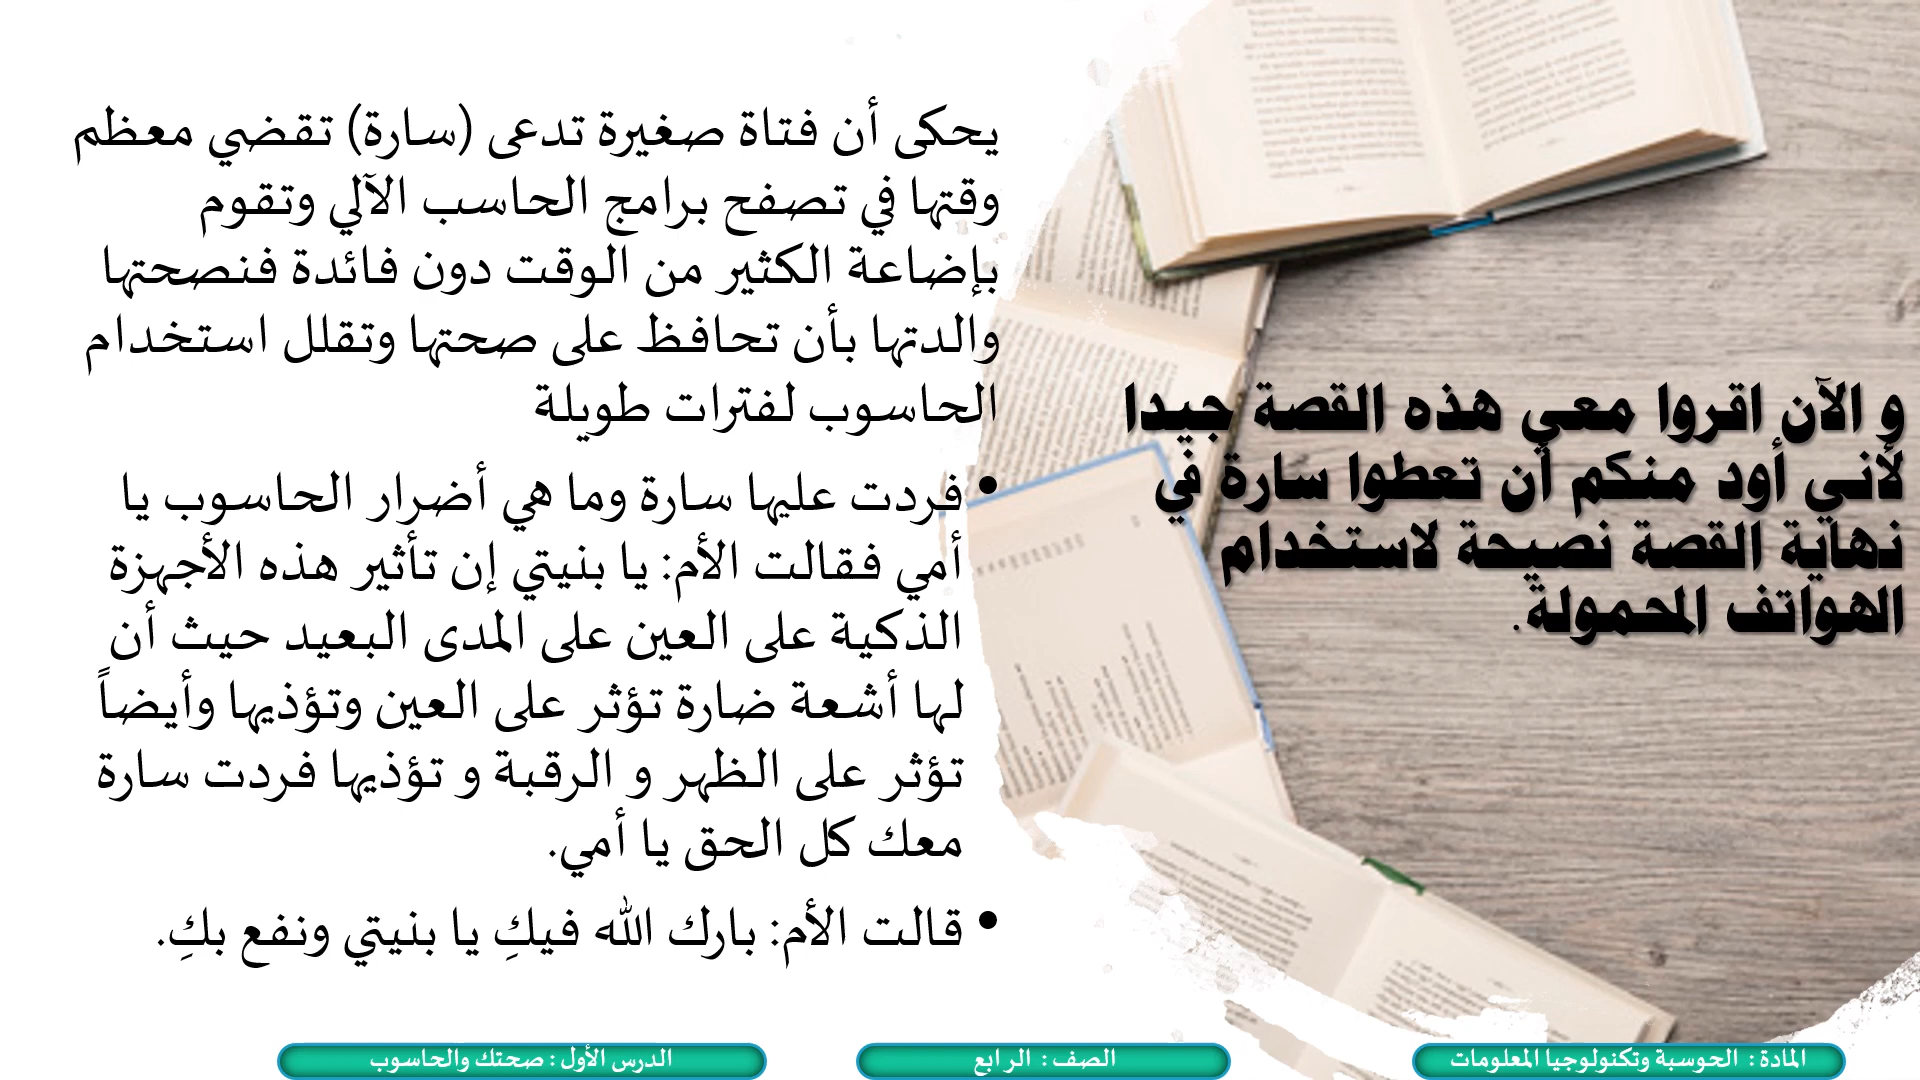 و الآن اقروا معي هذه القصة جيدا
لأني أود منكم أن تعطوا سارة في
نهاية القصة نصيحة لاستخدام
الهواتف المحمولة.
يحكى أن فتاة صغيرة تدعى (سارة) تقضي معظم
وقتها في تصفح برامج الحاسب الآلي وتقوم
بإضاعة الكثير من الوقت دون فائدة فنصحتها
والدتها بأن تحافظ على صحتها وتقلل استخدام
الحاسوب لفترات طويلة
• فردت عليها سارة وما هي أضرار الحاسوب يا
أمي فقالت الأم: يا بنيتي إن تأثير هذه الأجهزة
الذكية على العين على المدى البعيد حيث أن
لها أشعة ضارة تؤثر على العين وتؤذيها وأيضاً
تؤثر على الظهر و الرقبة و تؤذيها فردت سارة
معك كل الحق يا أمي.
• قالت الأم: بارك الله فيكِ يا بنيتي ونفع بكِ.
المادة : الحوسبة وتكنولوجيا المعلومات
الصف : الرابع
الدرس الأول : صحتك والحاسوب